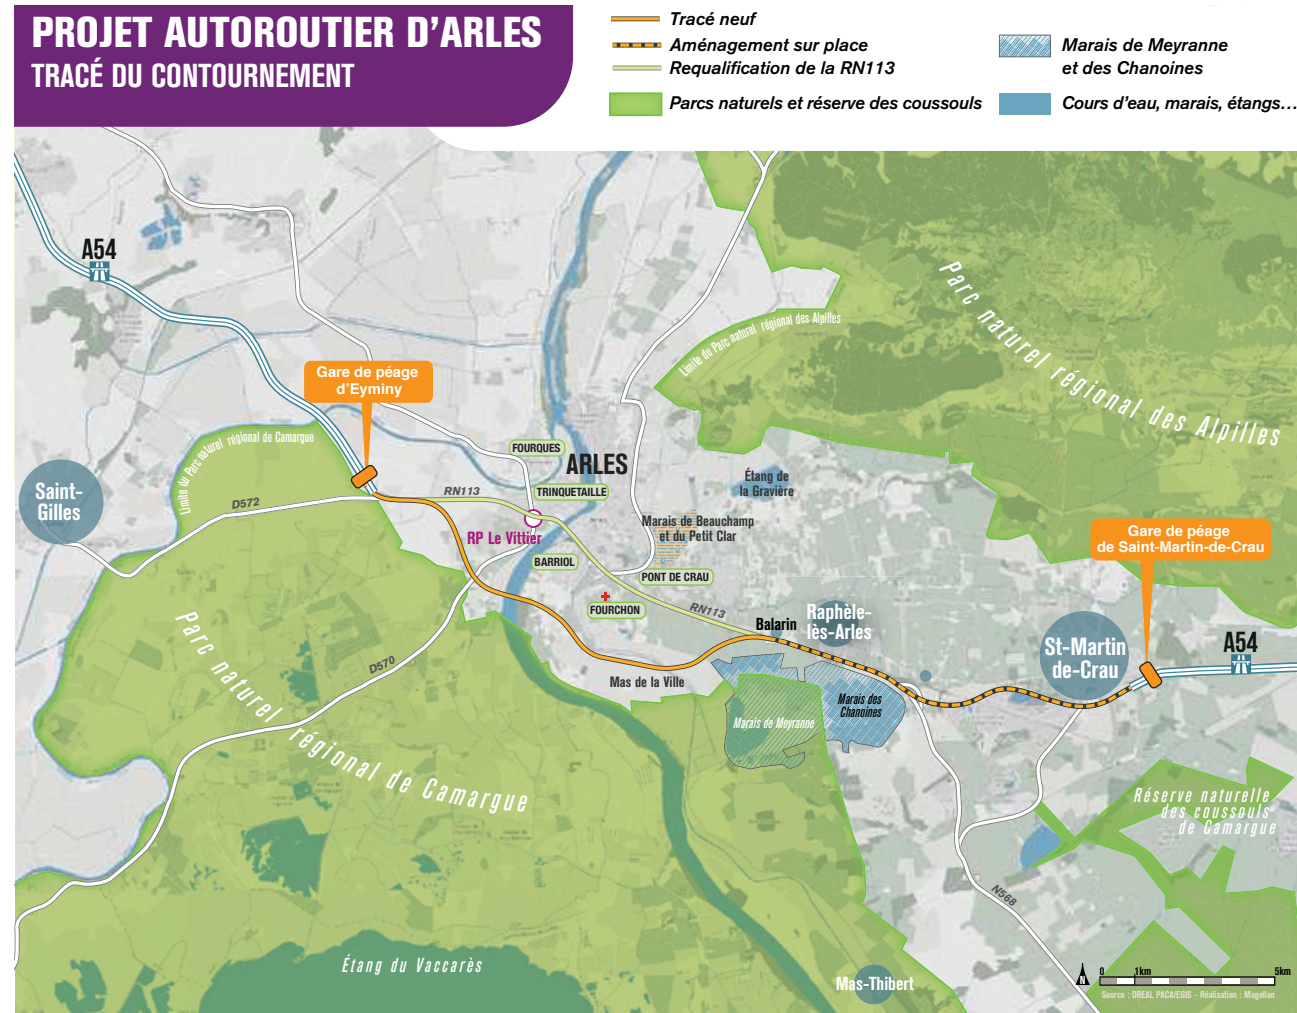 PROJET AUTOROUTIER D'ARLES
TRACÉ DU CONTOURNEMENT
Tracé neuf
Aménagement sur place
Requalification de la RN113
Parcs naturels et réserve des coussouls
Marais de Meyranne
et des Chanoines
Cours d'eau, marais, étangs...
A54
Parc naturel régional des Alpilles
Limite du Parc naturel régional des Alpilles
Gare de péage
d'Eyminy
Limite du Parc naturel régional de Camargue
FOURQUES
ARLES
Saint-
Gilles
D572
RN113
TRINQUETAILLE
Étang de
la Gravière
RP Le Vittier
Marais de Beauchamp
et du Petit Clar
Gare de péage
de Saint-Martin-de-Crau
BARRIOL
PONT DE CRAU
FOURCHON
RN113
Balarin
Raphèle-
lès-Arles
St-Martin
de-Crau
A54
Parc naturel régional de Camargue
D570
Mas de la Ville
Marais des
Chanoines
Marais de Meyranne
Réserve naturelle
des coussouls
de Camargue
N568
Étang du Vaccarès
Mas-Thibert
N
0 1km 5km
Source : DREAL PACA/EGIS - Réalisation : Magellan